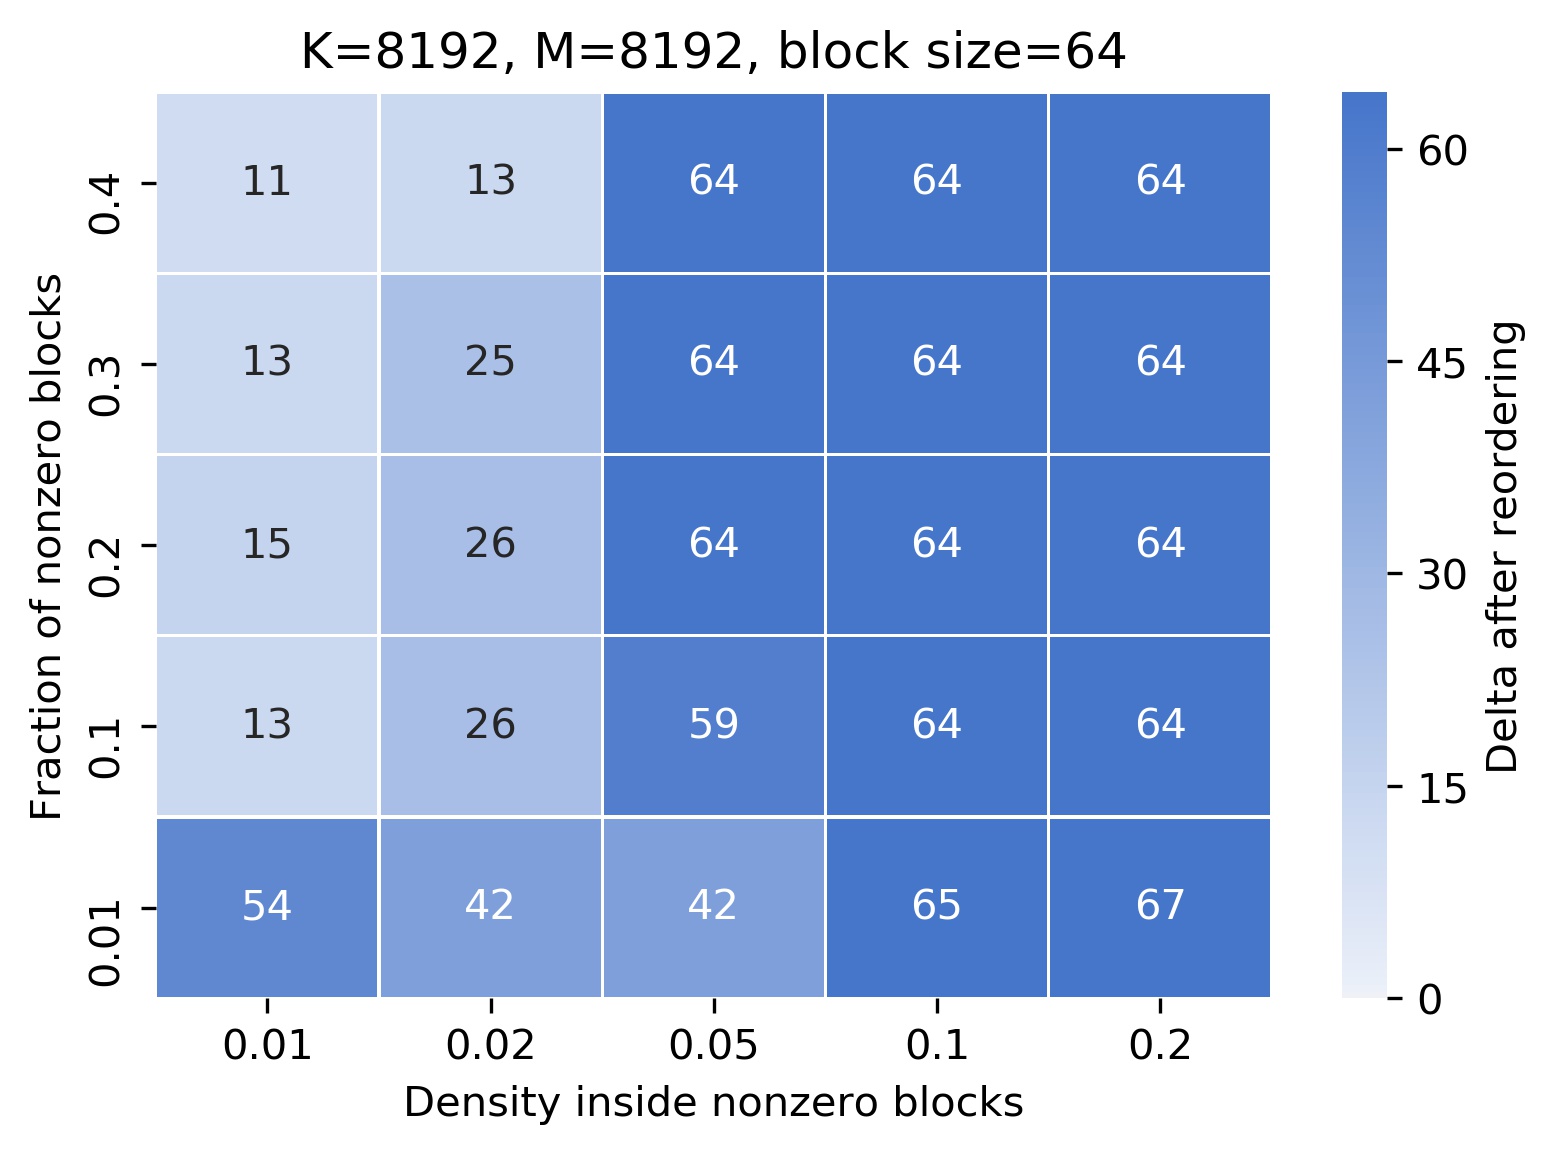 K=8192, M=8192, block size=64
Fraction of nonzero blocks
0.4
11 13 64 64 64
0.3
13 25 64 64 64
0.2
15 26 64 64 64
0.1
13 26 59 64 64
0.01
54 42 42 65 67
0.01 0.02 0.05 0.1 0.2
Density inside nonzero blocks
60
45
30
15
0
Delta after reordering